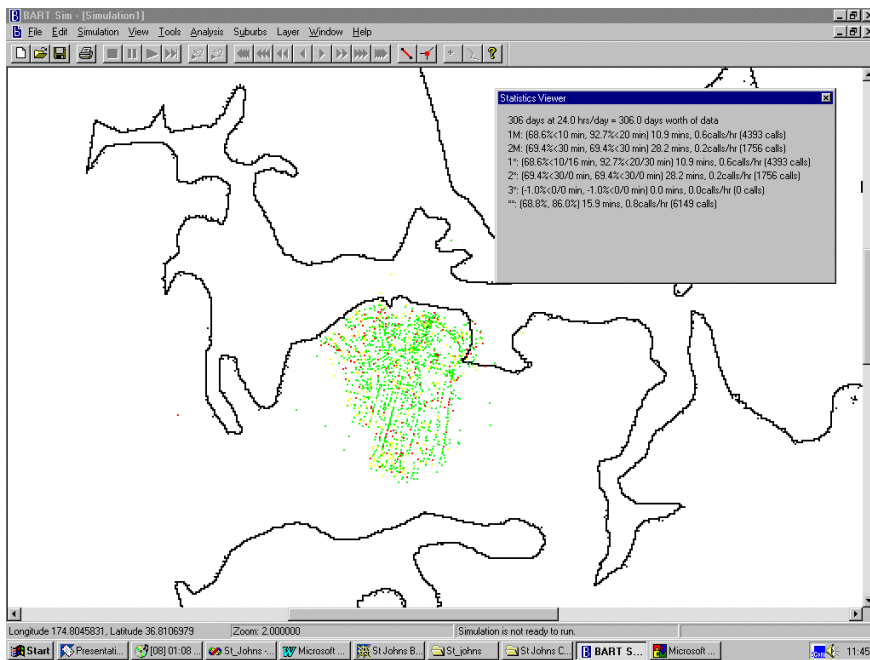 BART Sim - [Simulation1]
File Edit Simulation View Tools Analysis Suburbs Layer Window Help
Statistics Viewer
306 days at 24.0 hrs/day = 306.0 days worth of data
1M: (68.6%<10 min, 92.7%<20 min) 10.9 mins, 0.6calls/hr (4393 calls)
2M: (69.4%<30 min, 69.4%<30 min) 28.2 mins, 0.2calls/hr (1756 calls)
1*: (68.6%<10/16 min, 92.7%<20/30 min) 10.9 mins, 0.6calls/hr (4393 calls)
2*: (69.4%<30/0 min, 69.4%<30/0 min) 28.2 mins, 0.2calls/hr (1756 calls)
3*: (-1.0%<0/0 min, -1.0%<0/0 min) 0.0 mins, 0.0calls/hr (0 calls)
**: (68.8%, 86.0%) 15.9 mins, 0.8calls/hr (6149 calls)
Longitude 174.8045831, Latitude 36.8106979 Zoom: 2.000000 Simulation is not ready to run.
Start Presentati... [08] 01:08 ... St_Johns -... Microsoft ... St Johns B... St_johns St Johns C... BART S... Microsoft ... 11:45